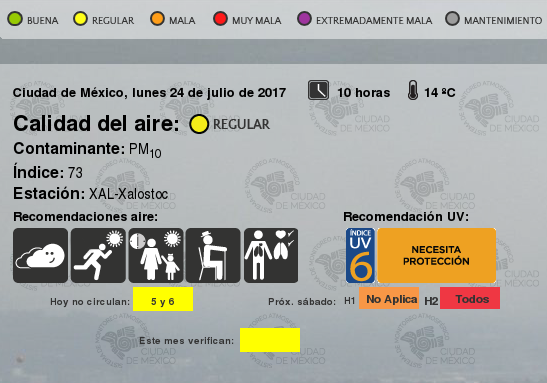 BUENA REGULAR MALA MUY MALA EXTREMADAMENTE MALA MANTENIMIENTO
Ciudad de México, lunes 24 de julio de 2017 10 horas 14 ºC
Calidad del aire: REGULAR
Contaminante: PM10
Índice: 73
Estación: XAL-Xalostoc
Recomendaciones aire: Recomendación UV:
ÍNDICE
UV
6
NECESITA
PROTECCIÓN
Hoy no circulan: 5 y 6 Próx. sábado: H1 No Aplica H2 Todos
Este mes verifican:
CIUDAD
DE MÉXICO